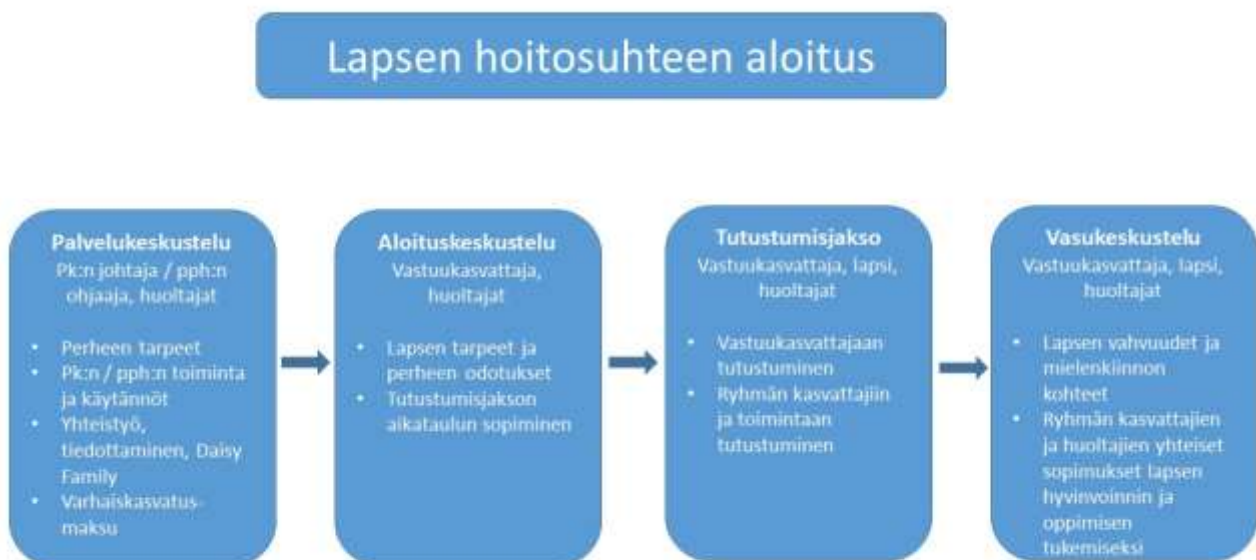 Lapsen hoitosuhteen aloitus
Palvelukeskustelu
Pk:n johtaja / pph:n
ohjaaja, huoltajat
• Perheen tarpeet
• Pk:n / pph:n toiminta
ja käytännöt
• Yhteistyö,
tiedottaminen, Daisy
Family
• Varhaiskasvatus-
maksu
Aloituskeskustelu
Vastuukasvattaja,
huoltajat
• Lapsen tarpeet ja
perheen odotukset
• Tutustumisjakson
aikataulun sopiminen
Tutustumisjakso
Vastuukasvattaja, lapsi,
huoltajat
• Vastuukasvattajaan
tutustuminen
• Ryhmän kasvattajiin
ja toimintaan
tutustuminen
Vasukeskustelu
Vastuukasvattaja, lapsi,
huoltajat
• Lapsen vahvuudet ja
mielenkiinnon
kohteet
• Ryhmän kasvattajien
ja huoltajien yhteiset
sopimukset lapsen
hyvinvoinnin ja
oppimisen
tukemiseksi